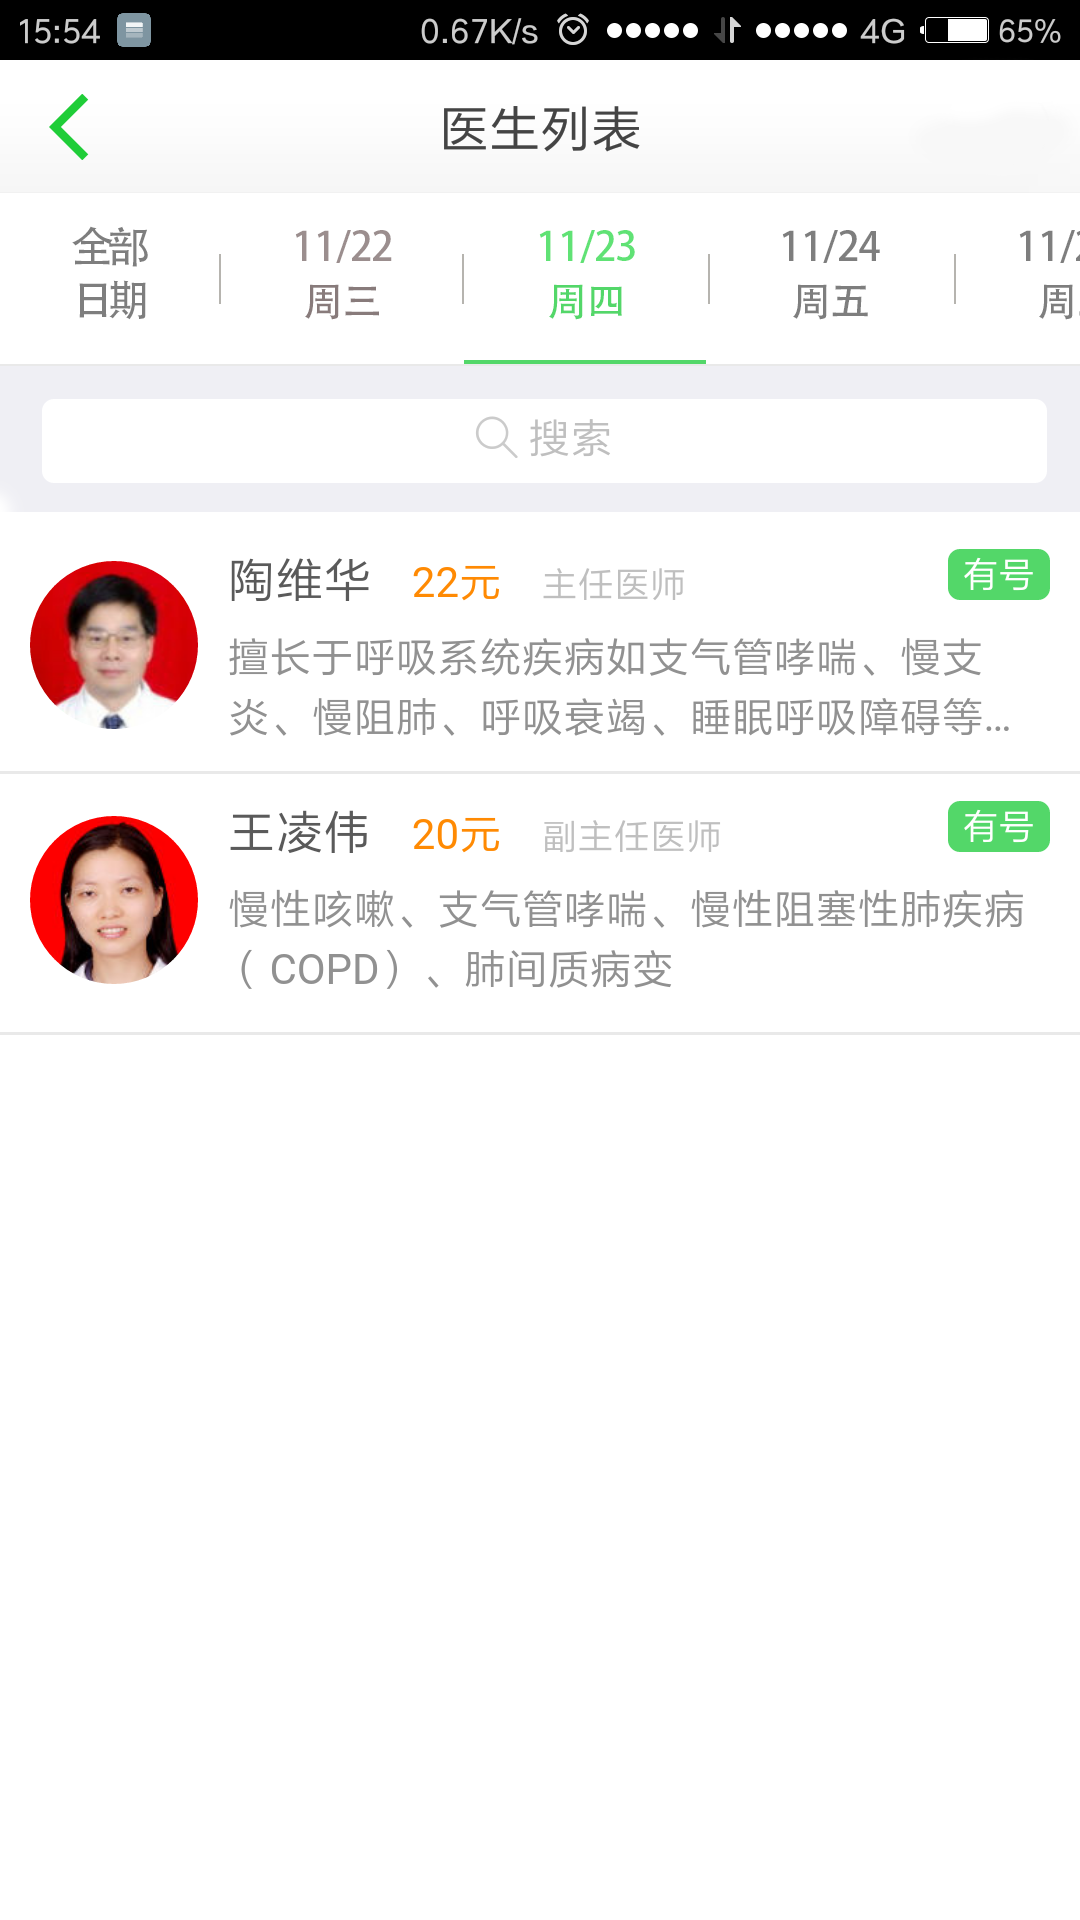 15:54 0.67K/s 4G 65%
医生列表
全部 11/22 11/23 11/24 11/
日期 周三 周四 周五 周
搜索
陶维华 22元 主任医师 有号
擅长于呼吸系统疾病如支气管哮喘、慢支
炎、慢阻肺、呼吸衰竭、睡眠呼吸障碍等...
王凌伟 20元 副主任医师 有号
慢性咳嗽、支气管哮喘、慢性阻塞性肺疾病
（COPD）、肺间质病变